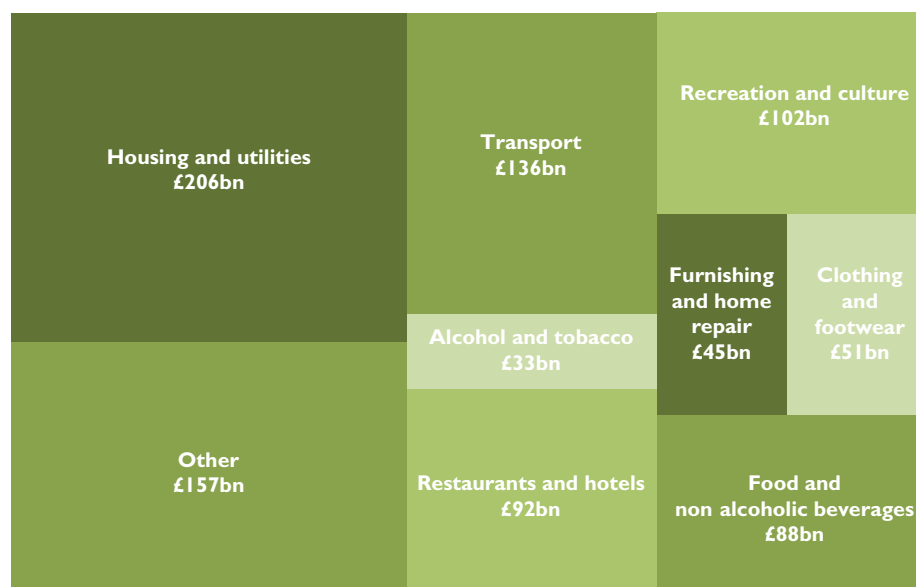 Housing and utilities
£206bn
Other
£157bn
Transport
£136bn
Alcohol and tobacco
£33bn
Restaurants and hotels
£92bn
Recreation and culture
£102bn
Furnishing
and home
repair
£45bn
Clothing
and
footwear
£51bn
Food and
non alcoholic beverages
£88bn